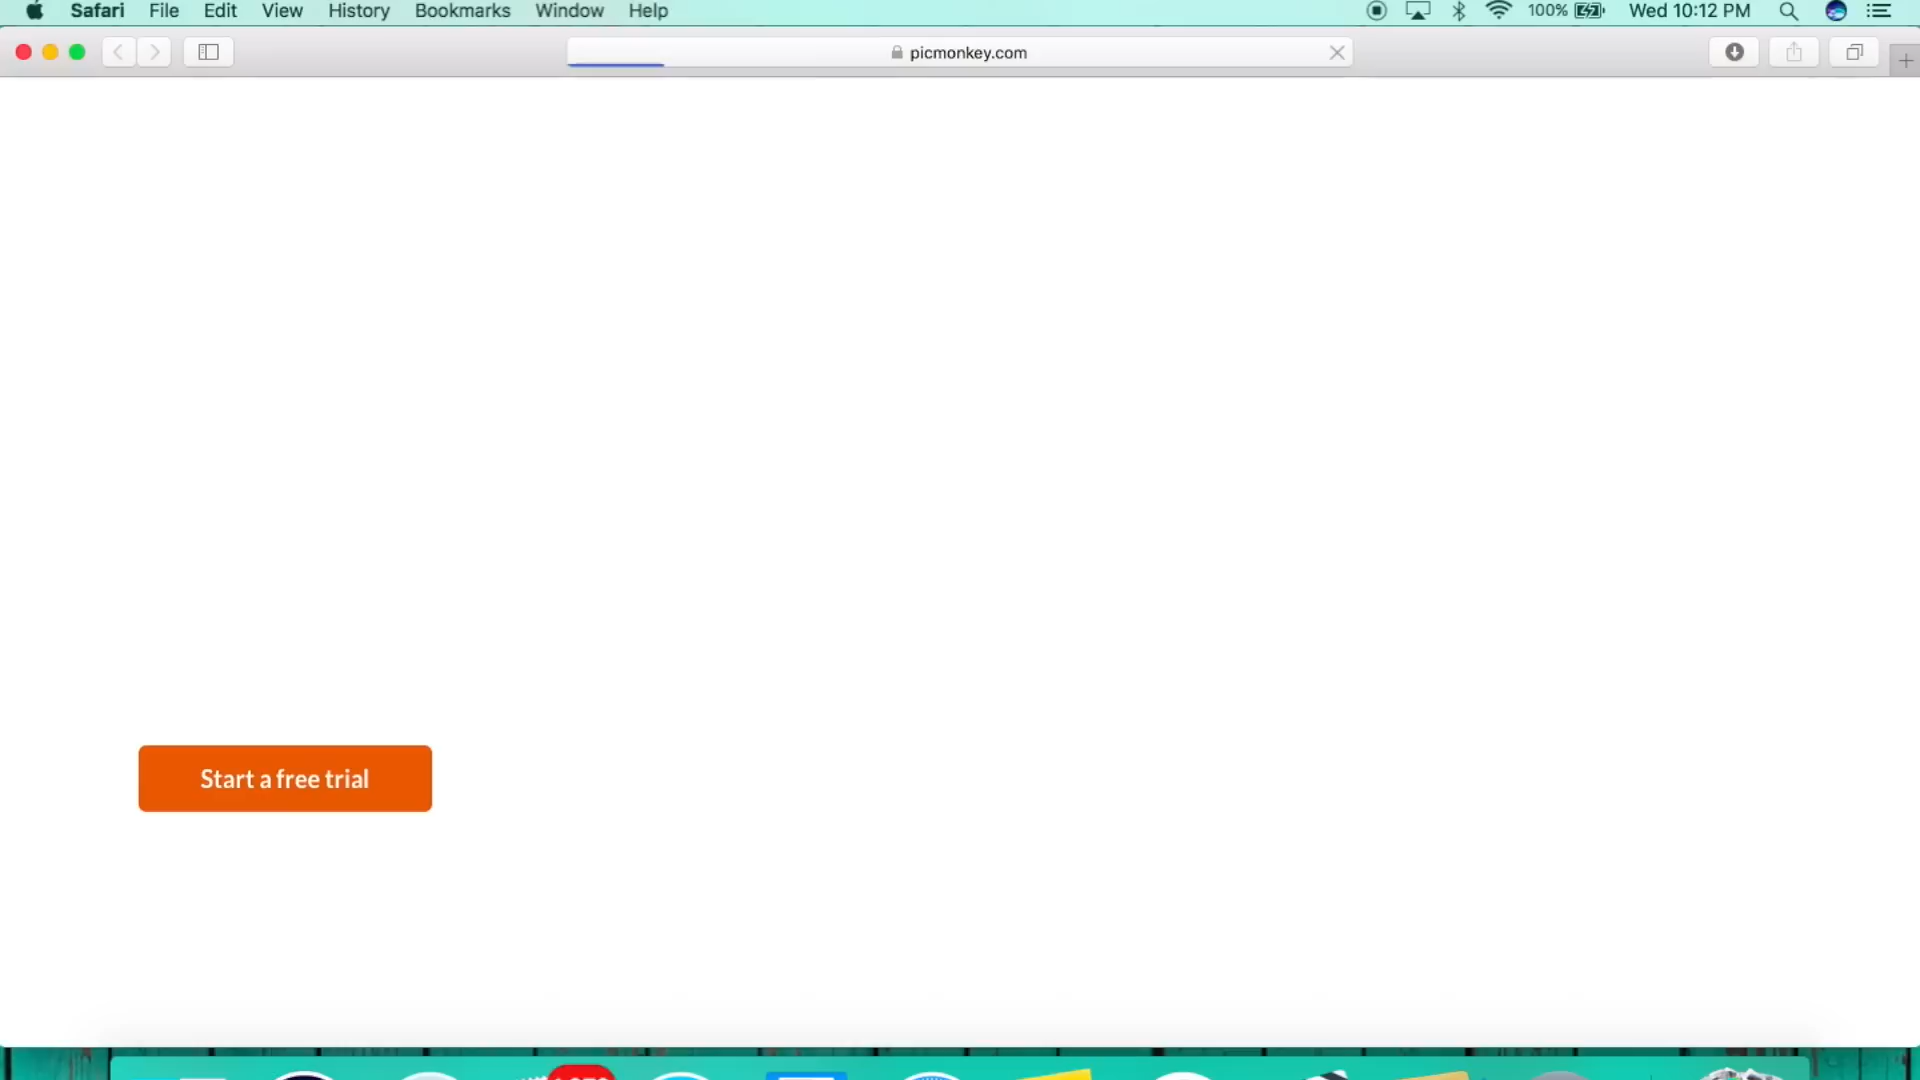 Safari File Edit View History Bookmarks Window Help 100% Wed 10:12 PM
picmonkey.com
Start a free trial